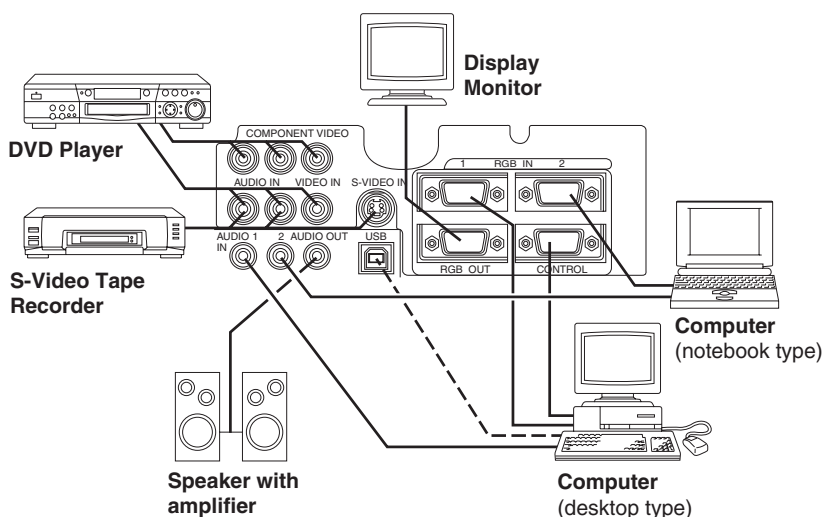 Display
Monitor
DVD Player
COMPONENT VIDEO
AUDIO IN VIDEO IN S-VIDEO IN
1 RGB IN 2
AUDIO 1 2 AUDIO OUT USB
IN
RGB OUT CONTROL
S-Video Tape
Recorder
Computer
(notebook type)
Speaker with
amplifier
Computer
(desktop type)